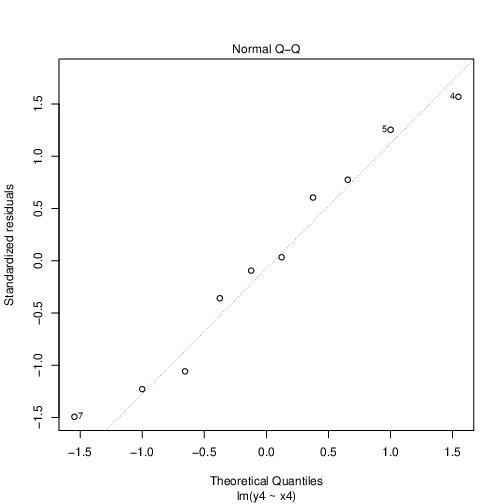 Normal Q−Q
Standardized residuals
1.5
1.0
0.5
0.0
−0.5
−1.0
−1.5
4
5
7
−1.5 −1.0 −0.5 0.0 0.5 1.0 1.5
Theoretical Quantiles
lm(y4 ~ x4)